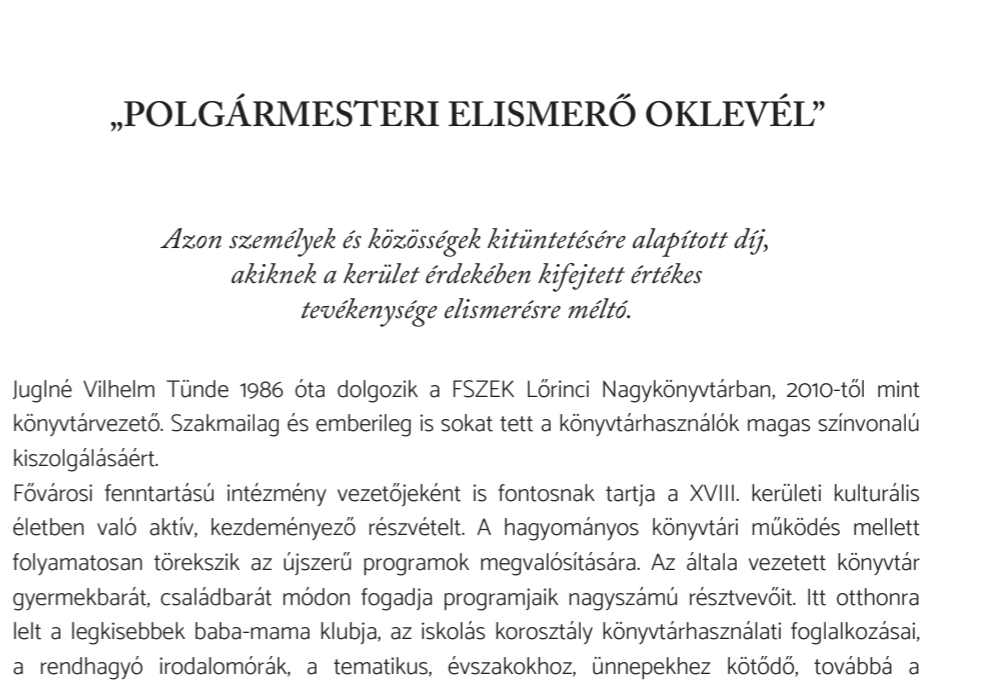 „POLGÁRMESTERI ELISMERŐ OKLEVÉL”
Azon személyek és közösségek kitüntetésére alapított díj,
akiknek a kerület érdekében kifejtett értékes
tevékenysége elismerésre méltó.
Juglné Vilhelm Tünde 1986 óta dolgozik a FSZEK Lőrinci Nagykönyvtárban, 2010-től mint
könyvtárvezető. Szakmailag és emberileg is sokat tett a könyvtárhasználók magas színvonalú
kiszolgálásáért.
Fővárosi fenntartású intézmény vezetőjeként is fontosnak tartja a XVIII. kerületi kulturális
életben való aktív, kezdeményező részvételt. A hagyományos könyvtári működés mellett
folyamatosan törekszik az újszerű programok megvalósítására. Az általa vezetett könyvtár
gyermekbarát, családbarát módon fogadja programjaik nagyszámú résztvevőit. Itt otthonra
lelt a legkisebbek baba-mama klubja, az iskolás korosztály könyvtárhasználati foglalkozásai,
a rendhagyó irodalomórák, a tematikus, évszakokhoz, ünnepekhez kötődő, továbbá a